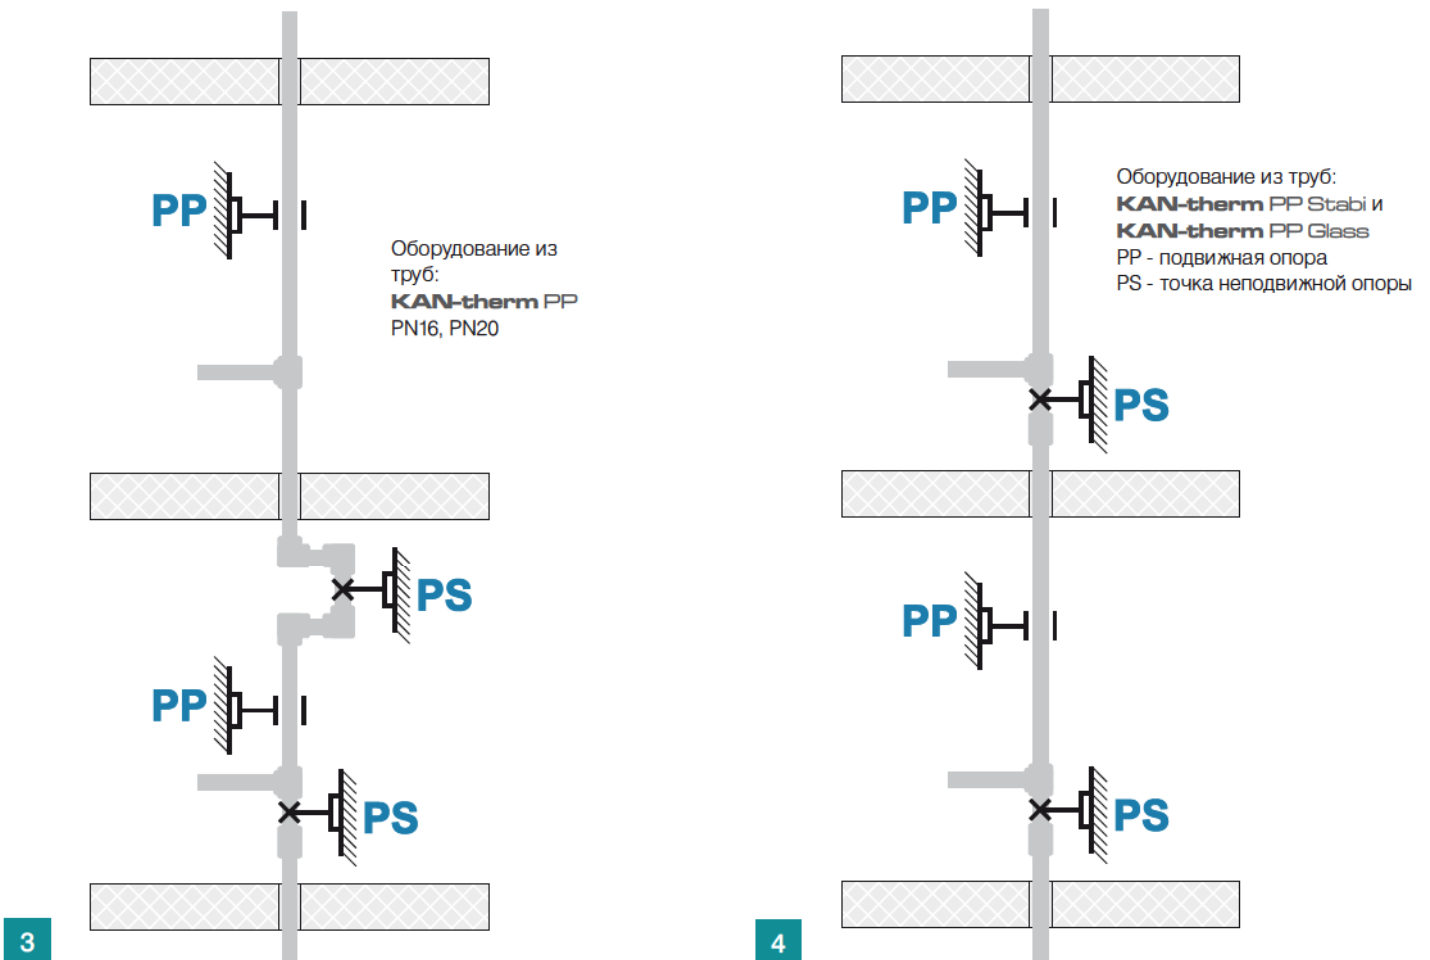 PP
Оборудование из
труб:
KAN-therm PP
PN16, PN20
PS
PP
PS
3
PP
Оборудование из труб:
KAN-therm PP Stabi и
KAN-therm PP Glass
PP - подвижная опора
PS - точка неподвижной опоры
PS
PP
PS
4